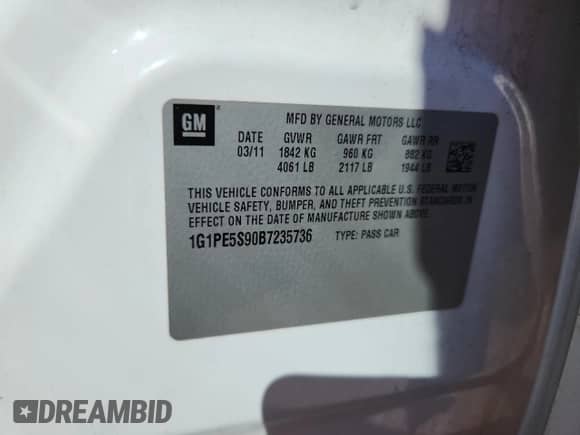 GM
MFD BY GENERAL MOTORS LLC
DATE GVWR GAWR FRT GAWR RR
03/11 1842 KG 960 KG 882 KG
4061 LB 2117 LB 1944 LB
THIS VEHICLE CONFORMS TO ALL APPLICABLE U.S. FEDERAL MOTOR
VEHICLE SAFETY, BUMPER, AND THEFT PREVENTION STANDARDS IN
EFFECT ON THE DATE OF MANUFACTURE SHOWN ABOVE.
1G1PE5S90B7235736 TYPE: PASS CAR
DREAMBID